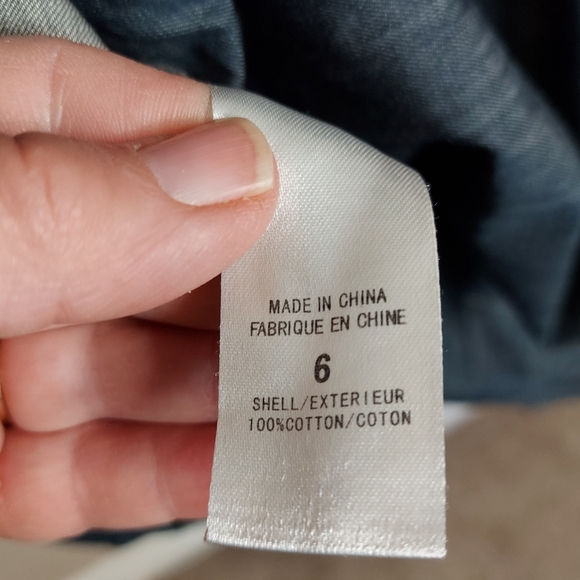 MADE IN CHINA
FABRIQUE EN CHINE
6
SHELL/EXTERIEUR
100%COTTON/COTON